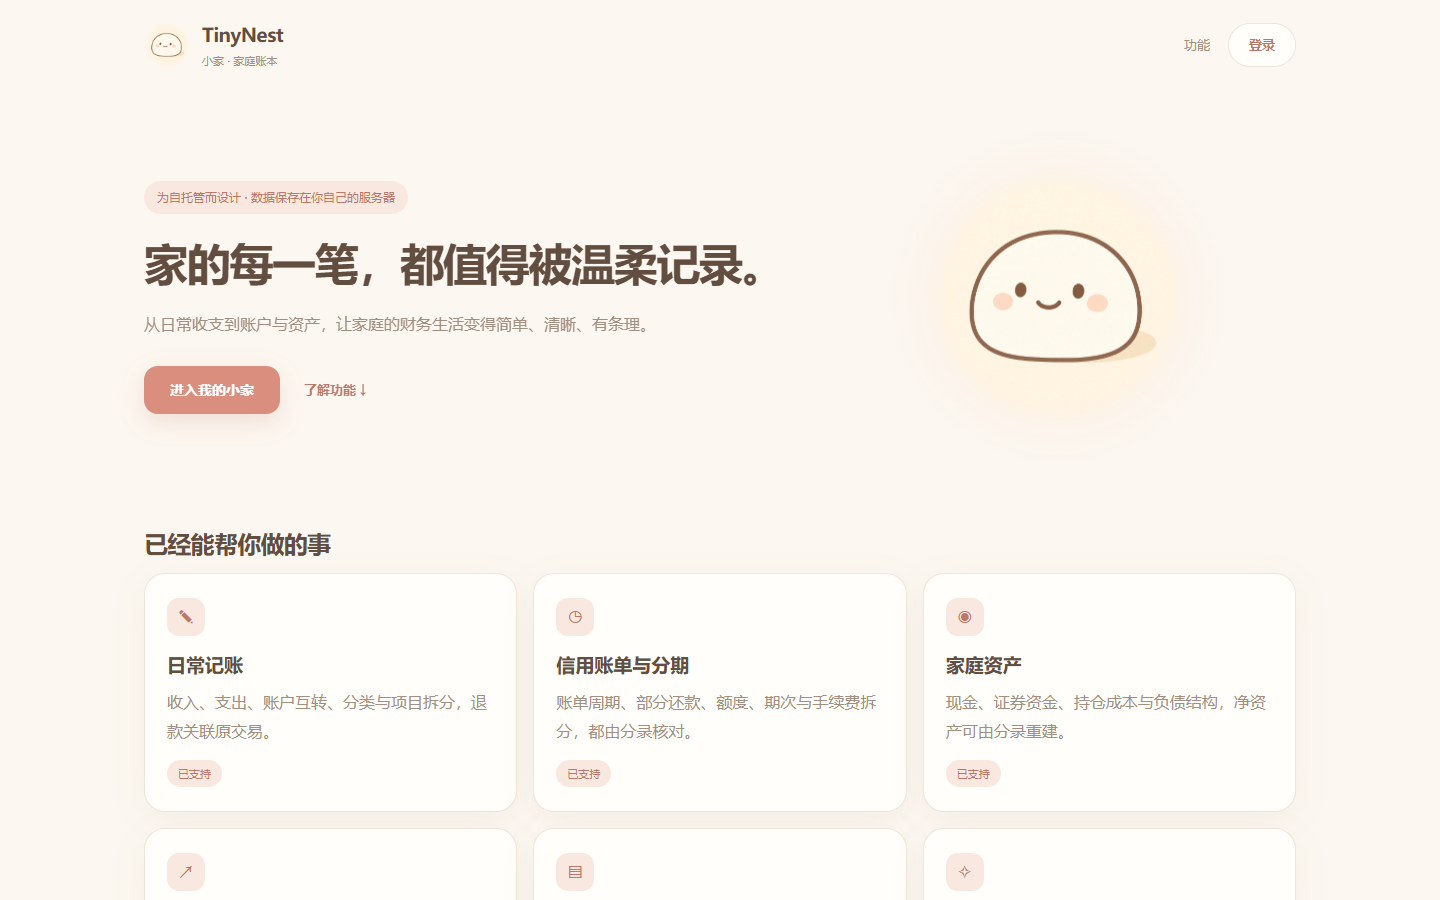 TinyNest
小家 · 家庭账本
功能
登录
为自托管而设计 · 数据保存在你自己的服务器
家的每一笔，都值得被温柔记录。
从日常收支到账户与资产，让家庭的财务生活变得简单、清晰、有条理。
进入我的小家
了解功能 ↓
已经能帮你做的事
日常记账
收入、支出、账户互转、分类与项目拆分，退
款关联原交易。
已支持
信用账单与分期
账单周期、部分还款、额度、期次与手续费拆
分，都由分录核对。
已支持
家庭资产
现金、证券资金、持仓成本与负债结构，净资
产可由分录重建。
已支持